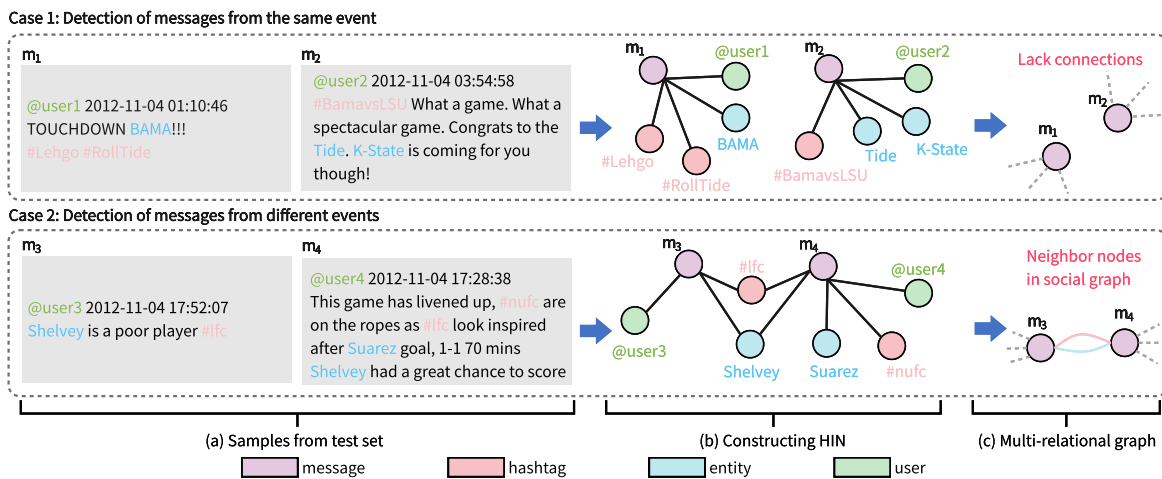 Case 1: Detection of messages from the same event
m1
@user1 2012-11-04 01:10:46
TOUCHDOWN BAMA!!!
#Lehgo #RollTide
m2
@user2 2012-11-04 03:54:58
#BamavsLSU What a game. What a
spectacular game. Congrats to the
Tide. K-State is coming for you
though!
m1
@user1
BAMA
#Lehgo
#RollTide
m2
@user2
K-State
Tide
#BamavsLSU
Lack connections
m2
m1
Case 2: Detection of messages from different events
m3
@user3 2012-11-04 17:52:07
Shelvey is a poor player #lfc
m4
@user4 2012-11-04 17:28:38
This game has livened up, #nufc are
on the ropes as #lfc look inspired
after Suarez goal, 1-1 70 mins
Shelvey had a great chance to score
m3
#lfc
m4
@user4
@user3
Shelvey
Suarez
#nufc
Neighbor nodes
in social graph
m3
m4
(a) Samples from test set
(b) Constructing HIN
(c) Multi-relational graph
message
hashtag
entity
user